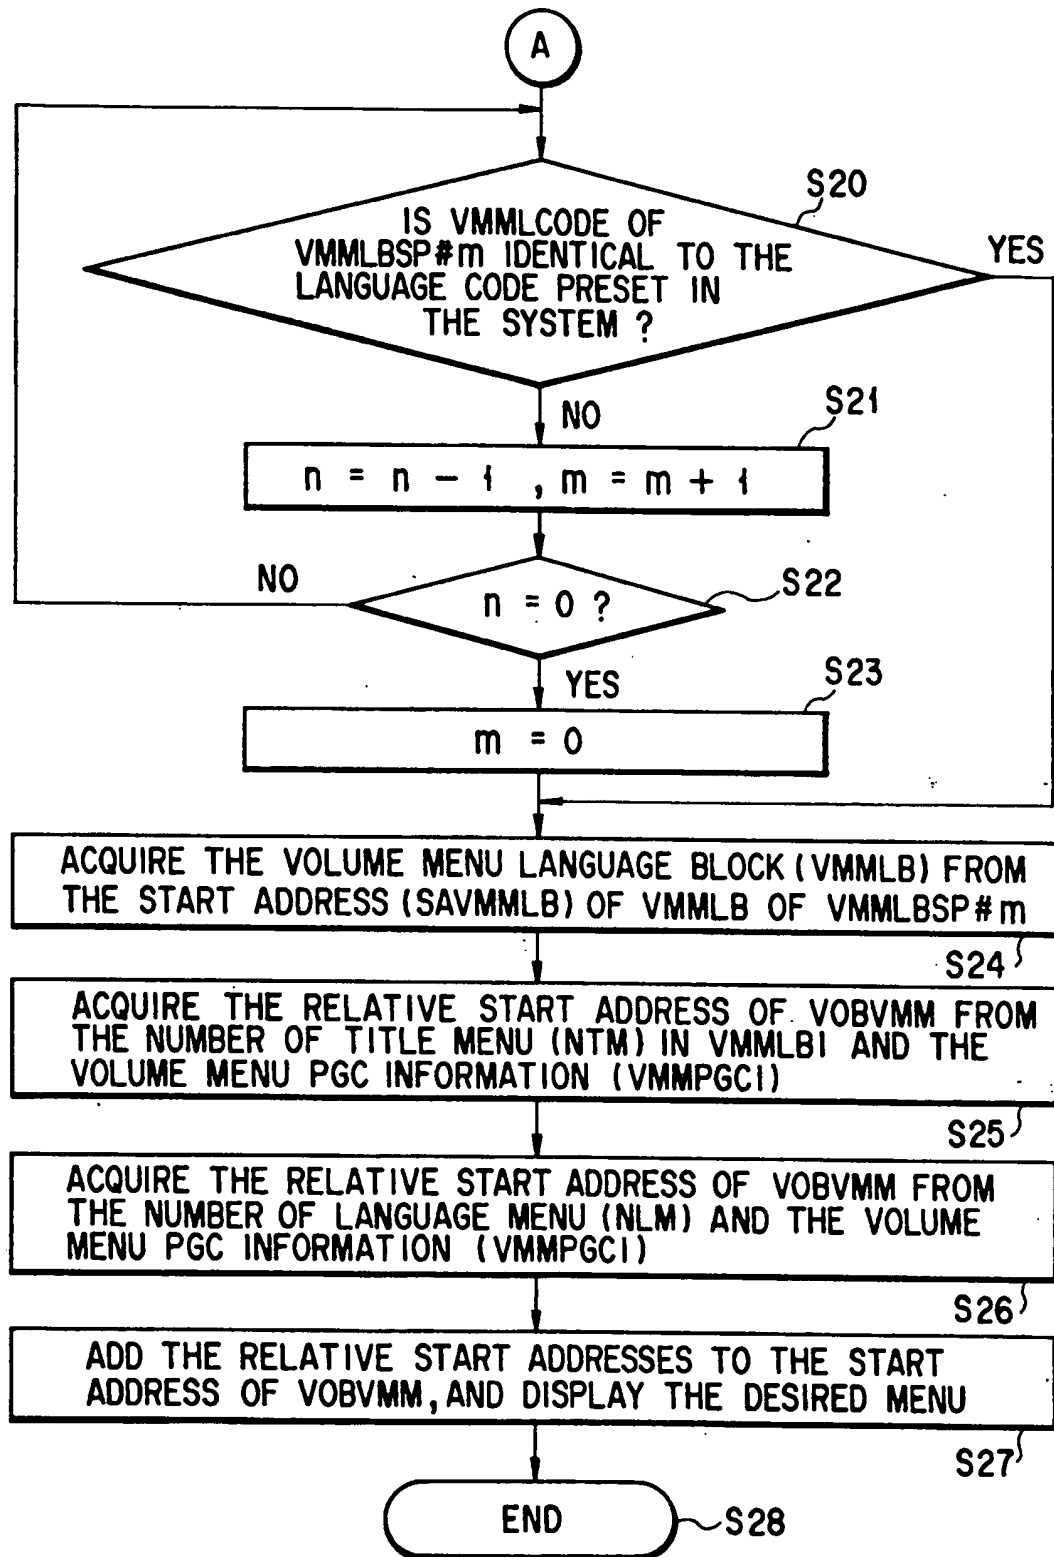 A
S20
IS VMMLCODE OF
VMMLBSP#m IDENTICAL TO THE
LANGUAGE CODE PRESET IN
THE SYSTEM ?
YES
NO
S21
n = n - 1 , m = m + 1
NO
n = 0 ?
S22
YES
S23
m = 0
ACQUIRE THE VOLUME MENU LANGUAGE BLOCK (VMMLB) FROM
THE START ADDRESS (SAVMMLB) OF VMMLB OF VMMLBSP#m
S24
ACQUIRE THE RELATIVE START ADDRESS OF VOBVMM FROM
THE NUMBER OF TITLE MENU (NTM) IN VMMLBI AND THE
VOLUME MENU PGC INFORMATION (VMMPGCI)
S25
ACQUIRE THE RELATIVE START ADDRESS OF VOBVMM FROM
THE NUMBER OF LANGUAGE MENU (NLM) AND THE VOLUME
MENU PGC INFORMATION (VMMPGCI)
S26
ADD THE RELATIVE START ADDRESSES TO THE START
ADDRESS OF VOBVMM, AND DISPLAY THE DESIRED MENU
S27
END
S28